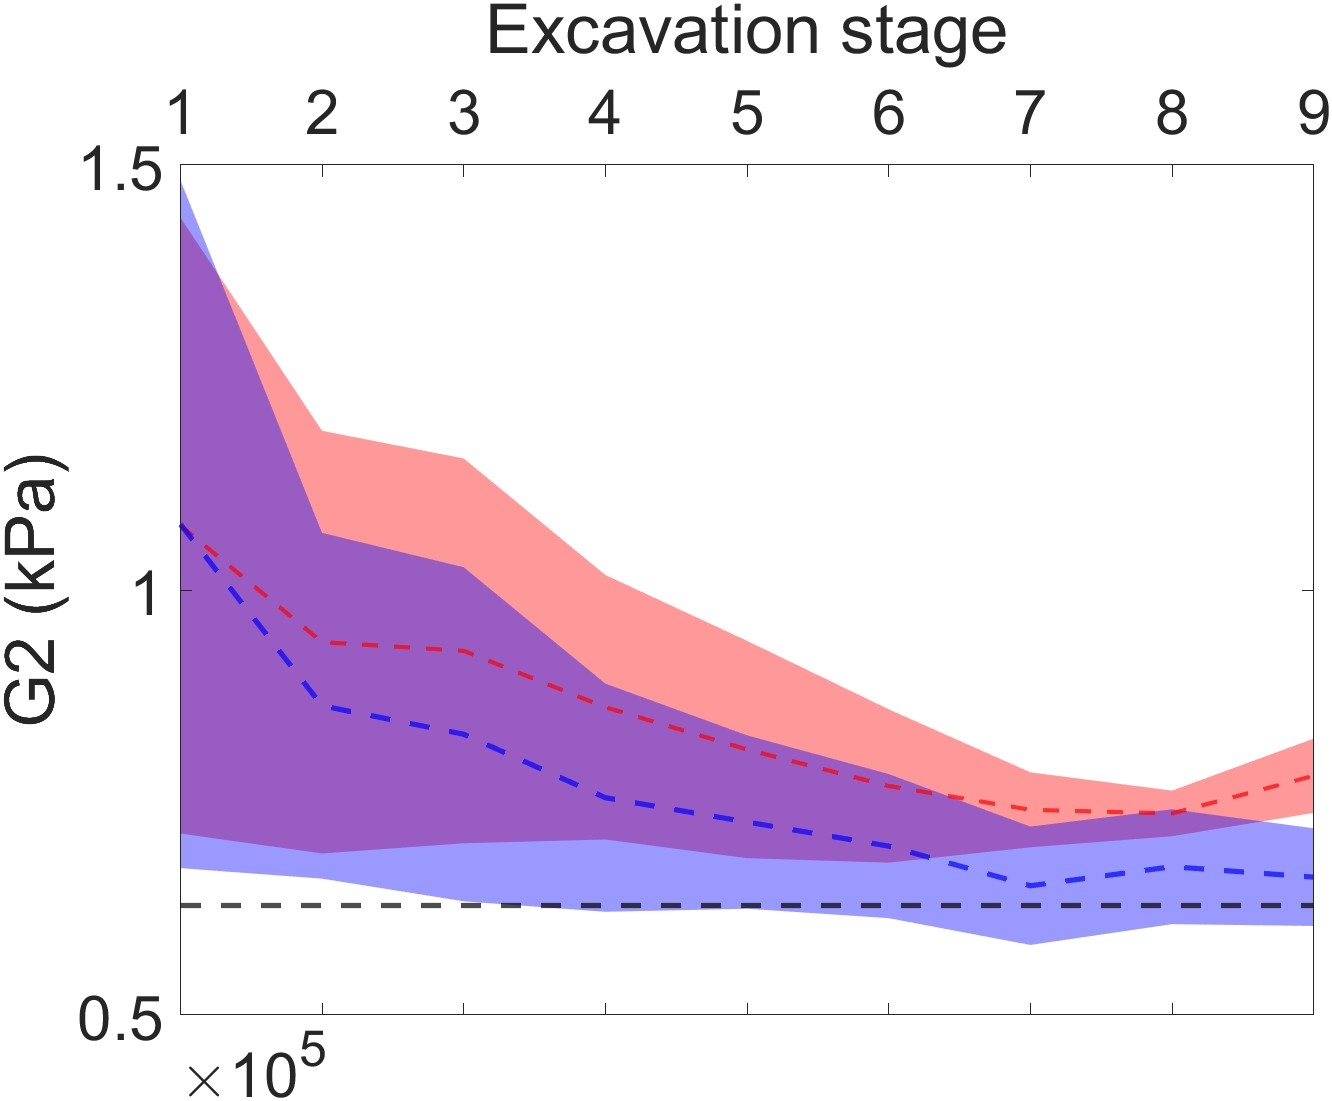 Excavation stage
1 2 3 4 5 6 7 8 9
1.5
1
0.5
G2 (kPa)
×10⁵